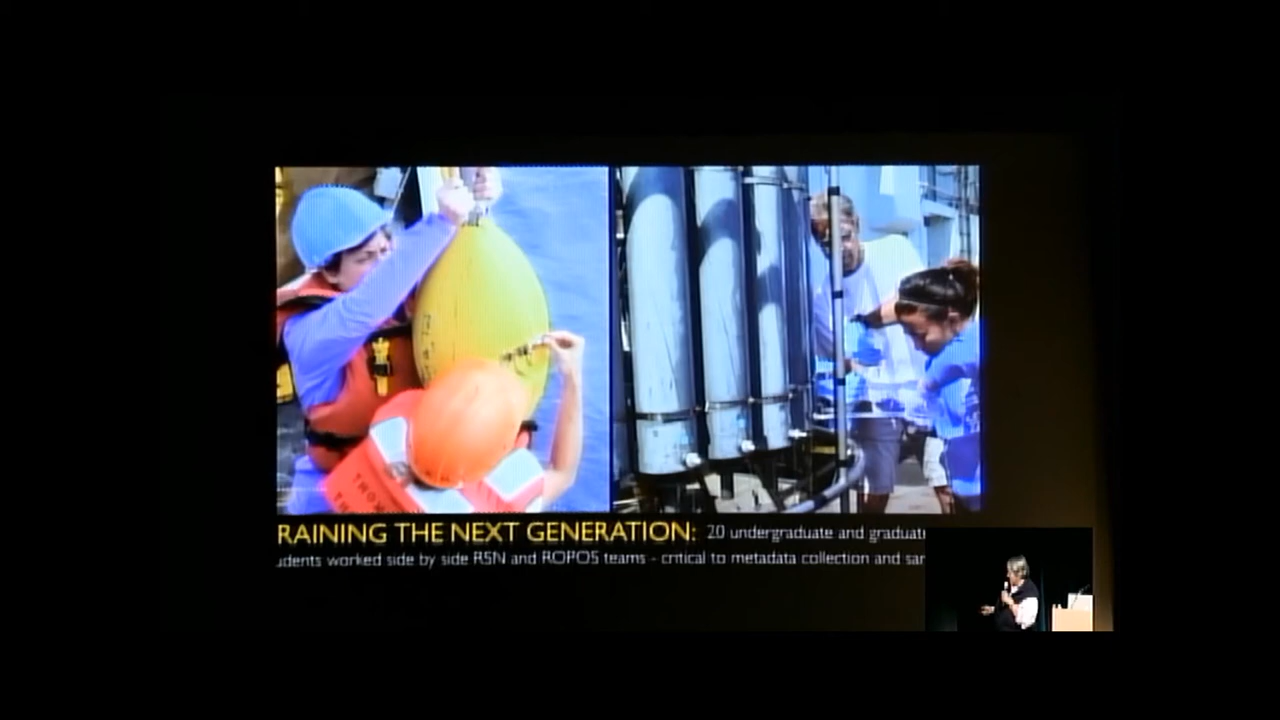 RAINING THE NEXT GENERATION: 20 undergraduate and graduat
udents worked side by side RSN and ROPOS teams - critical to metadata collection and sa